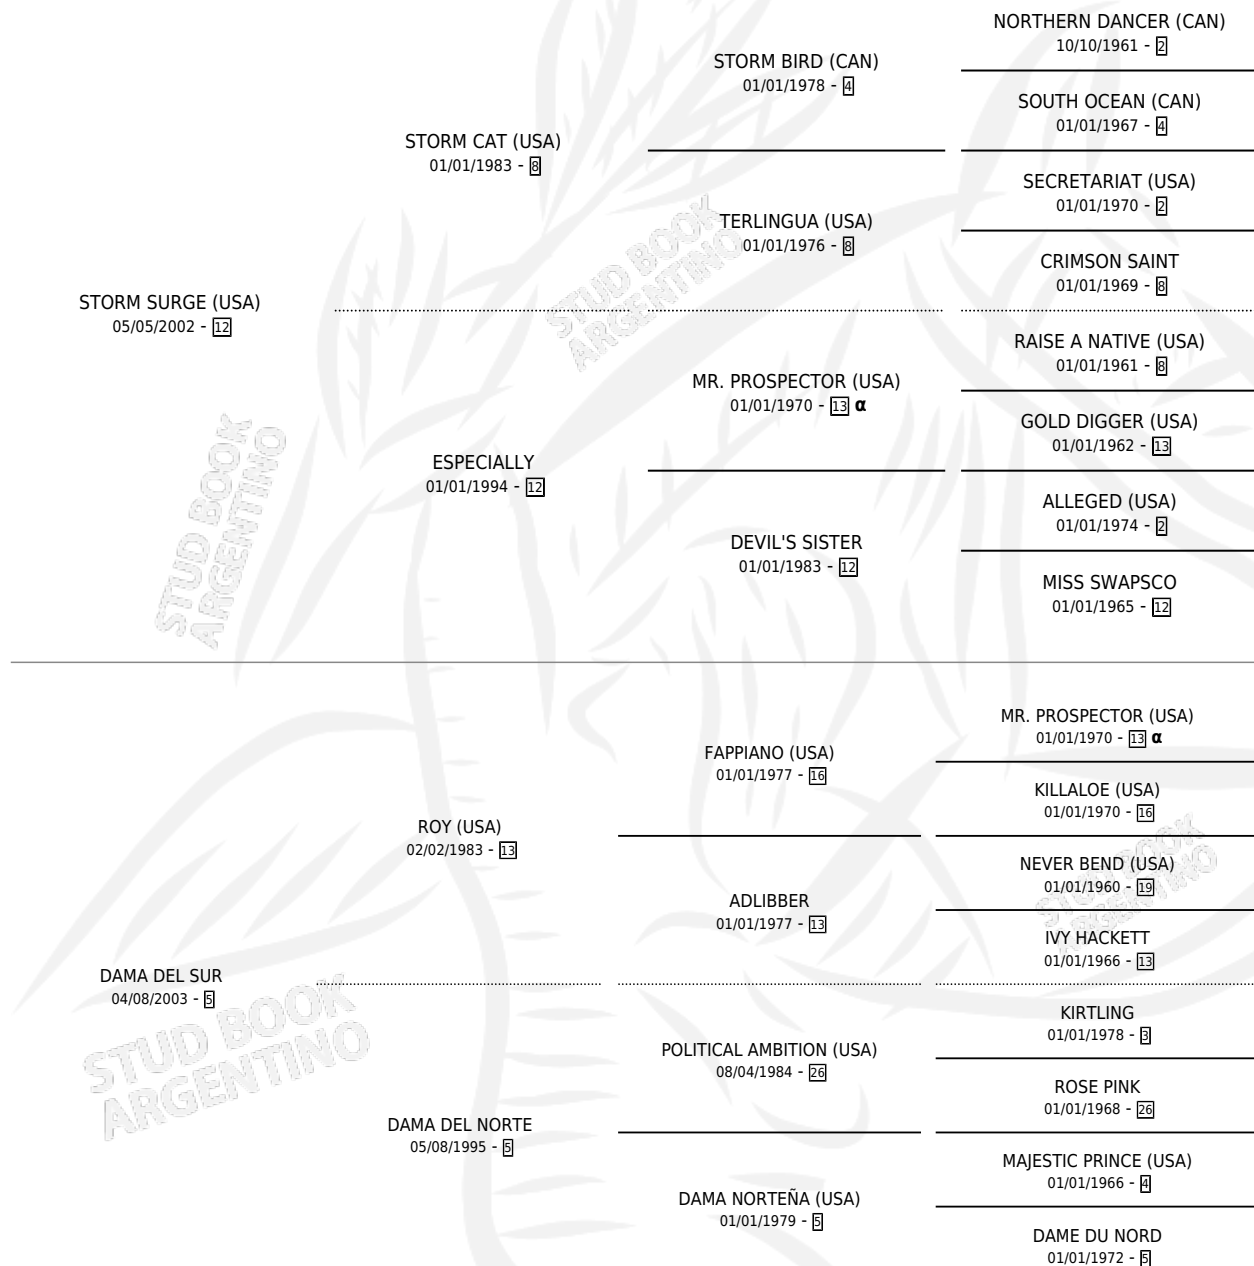 NORTHERN DANCER (CAN)
10/10/1961 - 2
STORM BIRD (CAN)
01/01/1978 - 4
SOUTH OCEAN (CAN)
01/01/1967 - 4
STORM CAT (USA)
01/01/1983 - 8
SECRETARIAT (USA)
01/01/1970 - 2
TERLINGUA (USA)
01/01/1976 - 8
CRIMSON SAINT
01/01/1969 - 8
STORM SURGE (USA)
05/05/2002 - 12
RAISE A NATIVE (USA)
01/01/1961 - 8
MR. PROSPECTOR (USA)
01/01/1970 - 13 α
GOLD DIGGER (USA)
01/01/1962 - 13
ESPECIALLY
01/01/1994 - 12
ALLEGED (USA)
01/01/1974 - 2
DEVIL'S SISTER
01/01/1983 - 12
MISS SWAPSCO
01/01/1965 - 12
MR. PROSPECTOR (USA)
01/01/1970 - 13 α
FAPPIANO (USA)
01/01/1977 - 16
KILLALOE (USA)
01/01/1970 - 16
ROY (USA)
02/02/1983 - 13
NEVER BEND (USA)
01/01/1960 - 19
ADLIBBER
01/01/1977 - 13
IVY HACKETT
01/01/1966 - 13
DAMA DEL SUR
04/08/2003 - 5
KIRTLING
01/01/1978 - 3
POLITICAL AMBITION (USA)
08/04/1984 - 26
ROSE PINK
01/01/1968 - 26
DAMA DEL NORTE
05/08/1995 - 5
MAJESTIC PRINCE (USA)
01/01/1966 - 4
DAMA NORTEÑA (USA)
01/01/1979 - 5
DAME DU NORD
01/01/1972 - 5
STUD BOOK
ARGENTINO
STUD BOOK
ARGENTINO
STUD BOOK
ARGENTINO
STUD BOOK
ARGENTINO